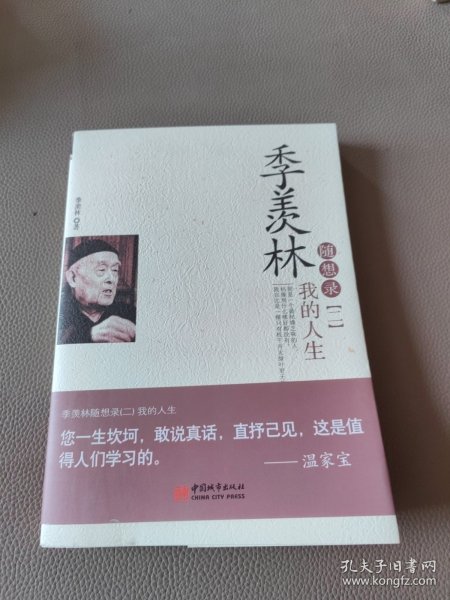 季羡林
随想录【二】
我的人生
季羡林 著
季羡林随想录(二) 我的人生
您一生坎坷，敢说真话，直抒己见，这是值
得人们学习的。
——温家宝
中国城市出版社
CHINA CITY PRESS
孔夫子旧书网
www.kongfz.com